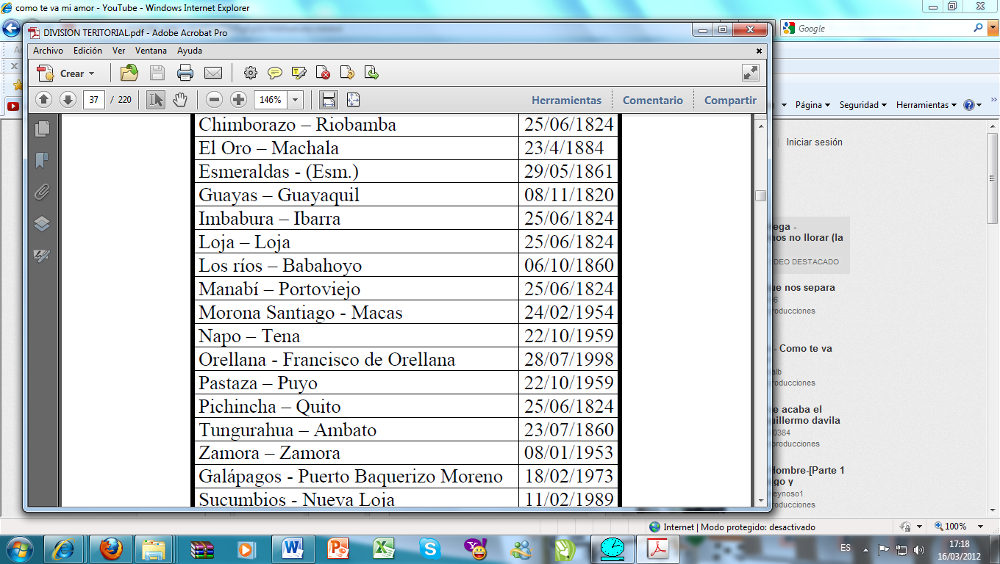 como te va mi amor - YouTube - Windows Internet Explorer
DIVISION TERITORIAL.pdf - Adobe Acrobat Pro
Google
Archivo Edición Ver Ventana Ayuda
Crear
37 / 220
146%
Herramientas Comentario Compartir
Página Seguridad Herramientas
Iniciar sesión
Chimborazo – Riobamba 25/06/1824
El Oro – Machala 23/4/1884
Esmeraldas - (Esm.) 29/05/1861
Guayas – Guayaquil 08/11/1820
Imbabura – Ibarra 25/06/1824
Loja – Loja 25/06/1824
Los ríos – Babahoyo 06/10/1860
Manabí – Portoviejo 25/06/1824
Morona Santiago - Macas 24/02/1954
Napo – Tena 22/10/1959
Orellana - Francisco de Orellana 28/07/1998
Pastaza – Puyo 22/10/1959
Pichincha – Quito 25/06/1824
Tungurahua – Ambato 23/07/1860
Zamora – Zamora 08/01/1953
Galápagos - Puerto Baquerizo Moreno 18/02/1973
Sucumbios - Nueva Loja 11/02/1989
ega -
nos no llorar (la
DEO DESTACADO
ue nos separa
6
roducciones
- Como te va
alb
roducciones
e acaba el
uillermo davila
0384
roducciones
Hombre-[Parte 1
go y
eynoso1
roducciones
Internet | Modo protegido: desactivado
100%
ES
17:18
16/03/2012